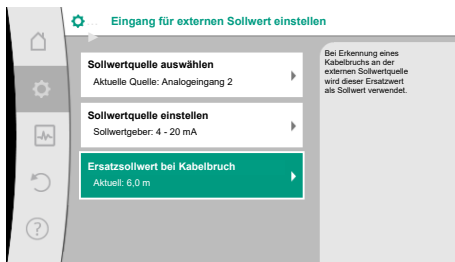 Eingang für externen Sollwert einstellen
Sollwertquelle auswählen
Aktuelle Quelle: Analogeingang 2
Sollwertquelle einstellen
Sollwertgeber: 4 - 20 mA
Ersatzsollwert bei Kabelbruch
Aktuell: 6,0 m
Bei Erkennung eines
Kabelbruchs an der
externen Sollwertquelle
wird dieser Ersatzwert
als Sollwert verwendet.
?